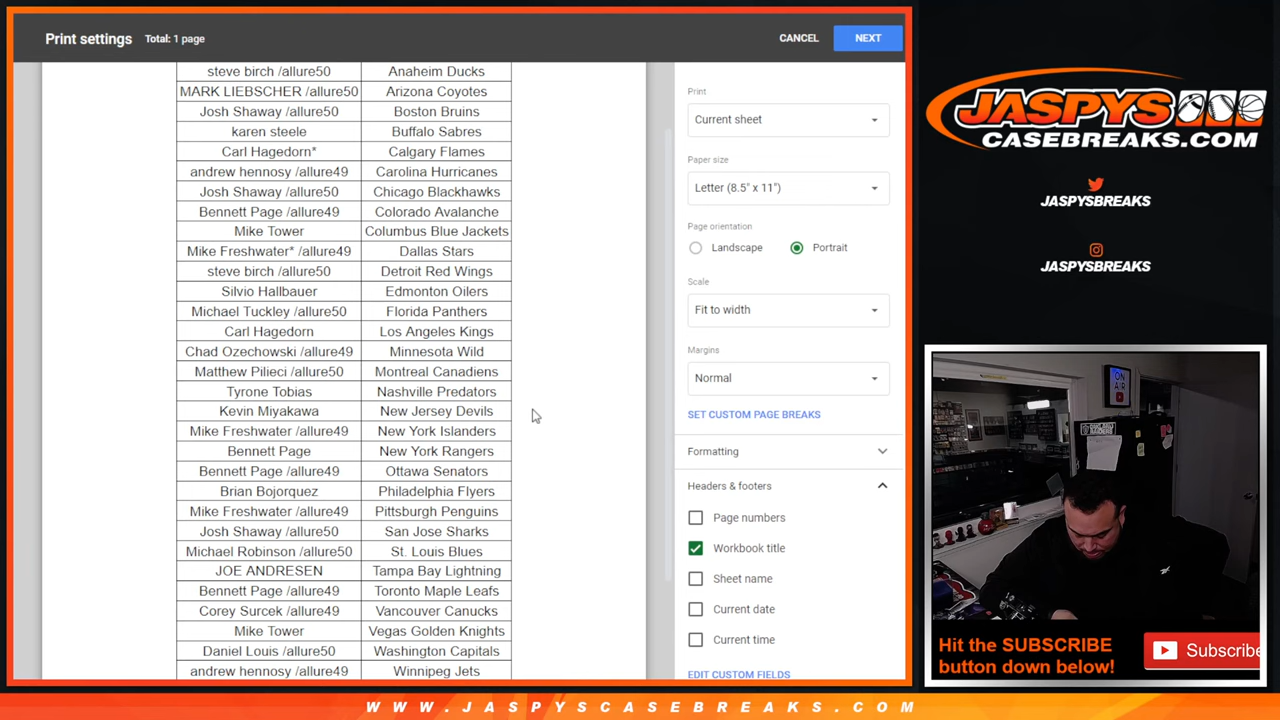 Print settings Total: 1 page CANCEL NEXT
steve birch /allure50 Anaheim Ducks
MARK LIEBSCHER /allure50 Arizona Coyotes
Josh Shaway /allure50 Boston Bruins
karen steele Buffalo Sabres
Carl Hagedorn* Calgary Flames
andrew hennosy /allure49 Carolina Hurricanes
Josh Shaway /allure50 Chicago Blackhawks
Bennett Page /allure49 Colorado Avalanche
Mike Tower Columbus Blue Jackets
Mike Freshwater* /allure49 Dallas Stars
steve birch /allure50 Detroit Red Wings
Silvio Hallbauer Edmonton Oilers
Michael Tuckley /allure50 Florida Panthers
Carl Hagedorn Los Angeles Kings
Chad Ozechowski /allure49 Minnesota Wild
Matthew Pilieci /allure50 Montreal Canadiens
Tyrone Tobias Nashville Predators
Kevin Miyakawa New Jersey Devils
Mike Freshwater /allure49 New York Islanders
Bennett Page New York Rangers
Bennett Page /allure49 Ottawa Senators
Brian Bojorquez Philadelphia Flyers
Mike Freshwater /allure49 Pittsburgh Penguins
Josh Shaway /allure50 San Jose Sharks
Michael Robinson /allure50 St. Louis Blues
JOE ANDRESEN Tampa Bay Lightning
Bennett Page /allure49 Toronto Maple Leafs
Corey Surcek /allure49 Vancouver Canucks
Mike Tower Vegas Golden Knights
Daniel Louis /allure50 Washington Capitals
andrew hennosy /allure49 Winnipeg Jets
Print
Current sheet
Paper size
Letter (8.5" x 11")
Page orientation
Landscape Portrait
Scale
Fit to width
Margins
Normal
SET CUSTOM PAGE BREAKS
Formatting
Headers & footers
Page numbers
Workbook title
Sheet name
Current date
Current time
EDIT CUSTOM FIELDS
JASPYS
CASEBREAKS.COM
JASPYSBREAKS
JASPYSBREAKS
ON
AIR
Hit the SUBSCRIBE
button down below!
Subscribe
WWW.JASPYSCASEBREAKS.COM